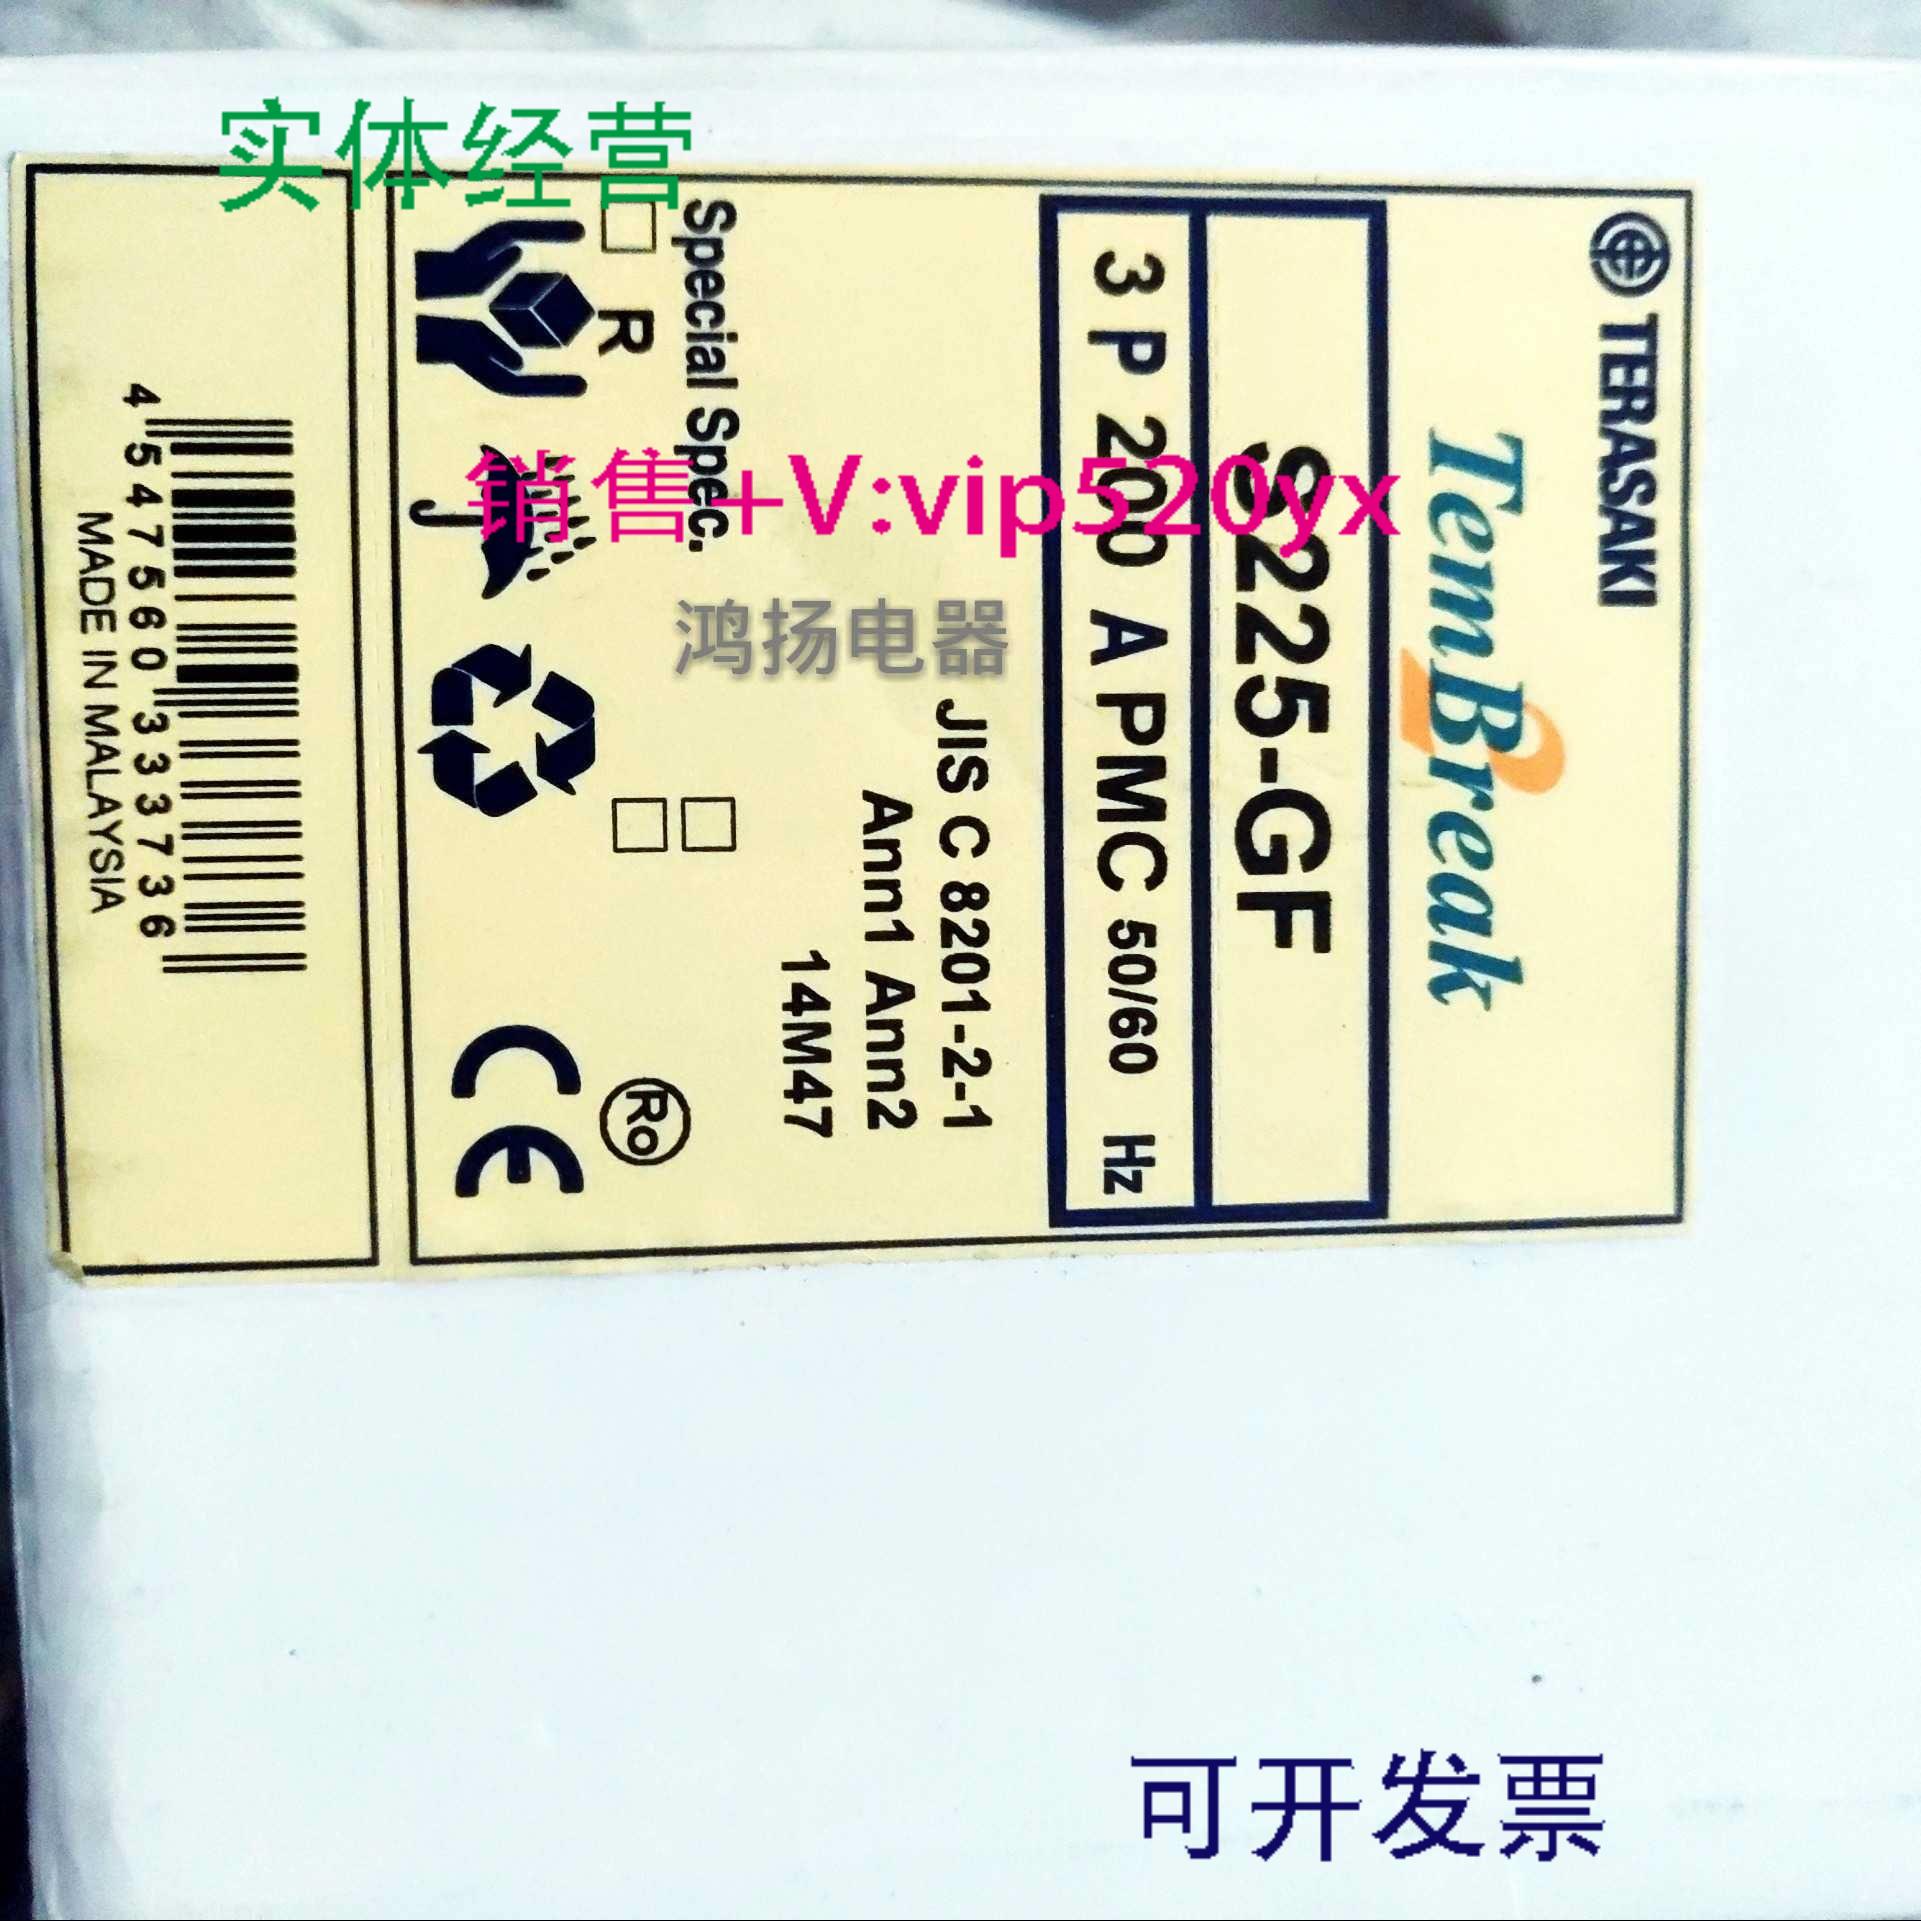 实体经营
TERASAKI
TemBreak 2
S225-GF
3 P 200 A PMC 50/60 Hz
JIS C 8201-2-1
Ann1 Ann2
14M47
Special Spec.
R
Ro
CE
4 547560 333736
MADE IN MALAYSIA
销售+V:vip520yx
鸿扬电器
可开发票